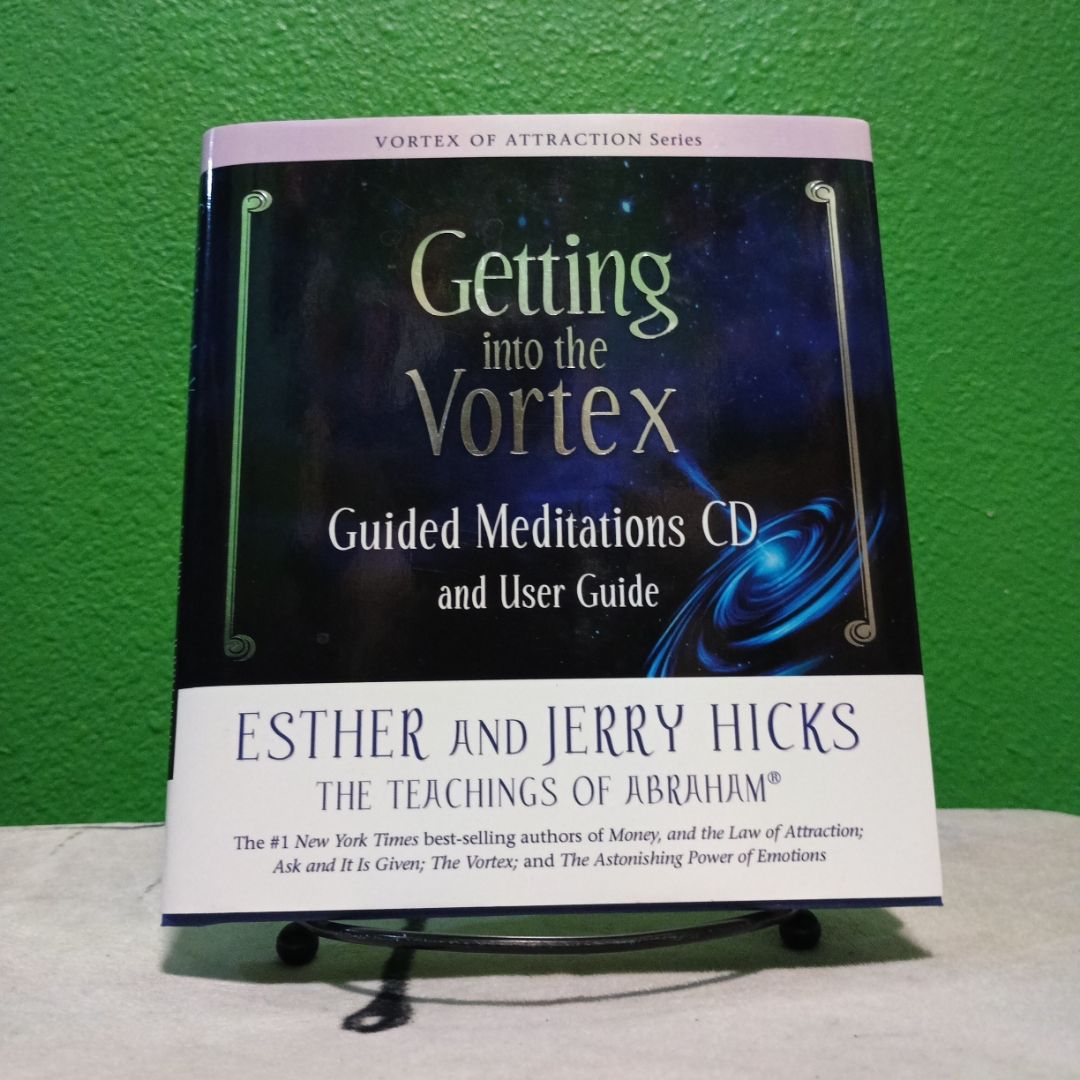 VORTEX OF ATTRACTION Series
Getting
into the
Vortex
Guided Meditations CD
and User Guide
ESTHER AND JERRY HICKS
THE TEACHINGS OF ABRAHAM®
The #1 New York Times best-selling authors of Money, and the Law of Attraction;
Ask and It Is Given; The Vortex; and The Astonishing Power of Emotions